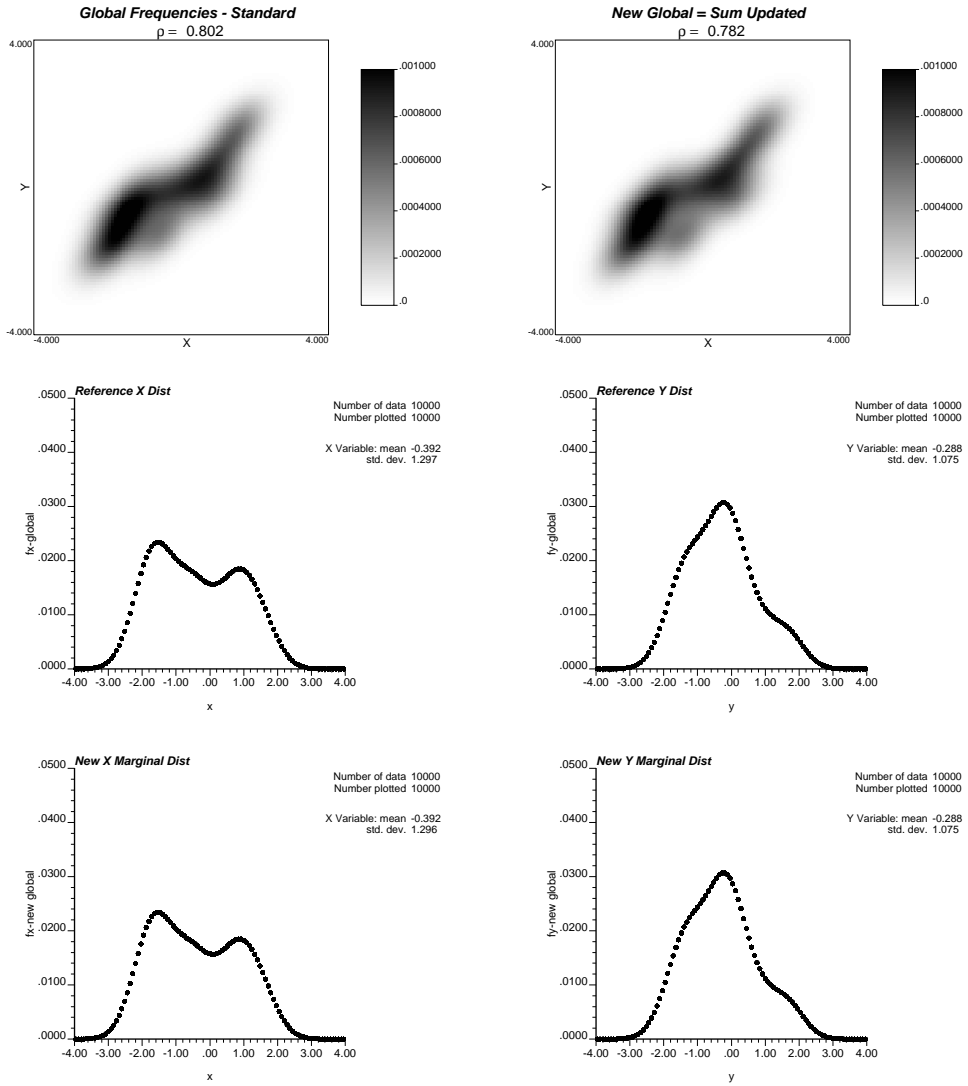 Global Frequencies - Standard
ρ = 0.802
4.000
Y
-4.000
-4.000
X
4.000
.001000
.0008000
.0006000
.0004000
.0002000
.0
New Global = Sum Updated
ρ = 0.782
4.000
Y
-4.000
-4.000
X
4.000
.001000
.0008000
.0006000
.0004000
.0002000
.0
Reference X Dist
Number of data 10000
Number plotted 10000
X Variable: mean -0.392
std. dev. 1.297
fx-global
.0500
.0400
.0300
.0200
.0100
.0000
-4.00 -3.00 -2.00 -1.00 .00 1.00 2.00 3.00 4.00
x
Reference Y Dist
Number of data 10000
Number plotted 10000
Y Variable: mean -0.288
std. dev. 1.075
fy-global
.0500
.0400
.0300
.0200
.0100
.0000
-4.00 -3.00 -2.00 -1.00 .00 1.00 2.00 3.00 4.00
y
New X Marginal Dist
Number of data 10000
Number plotted 10000
X Variable: mean -0.392
std. dev. 1.296
fx-new global
.0500
.0400
.0300
.0200
.0100
.0000
-4.00 -3.00 -2.00 -1.00 .00 1.00 2.00 3.00 4.00
x
New Y Marginal Dist
Number of data 10000
Number plotted 10000
Y Variable: mean -0.288
std. dev. 1.075
fy-new global
.0500
.0400
.0300
.0200
.0100
.0000
-4.00 -3.00 -2.00 -1.00 .00 1.00 2.00 3.00 4.00
y